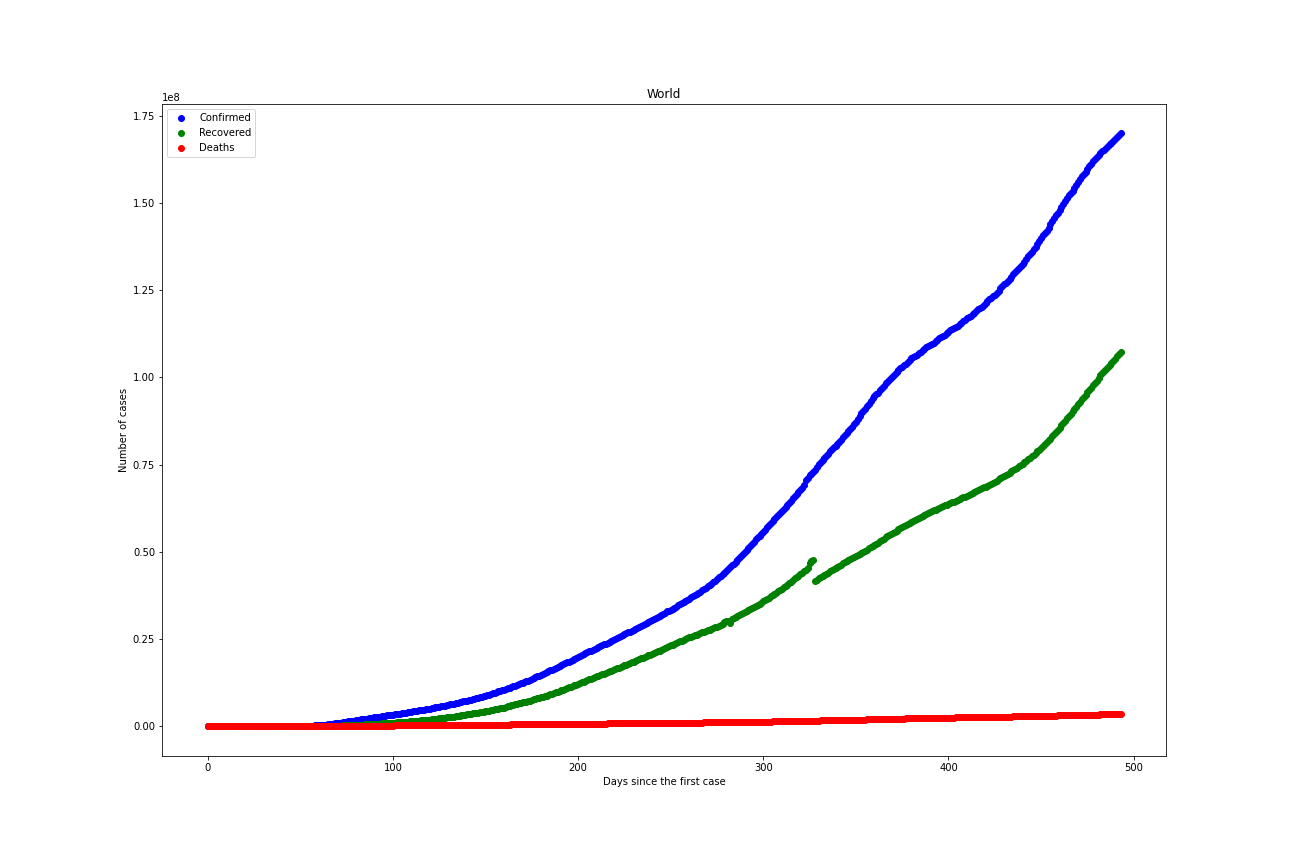 World
1e8
Confirmed
Recovered
Deaths
1.75
1.50
1.25
1.00
0.75
0.50
0.25
0.00
Number of cases
0 100 200 300 400 500
Days since the first case